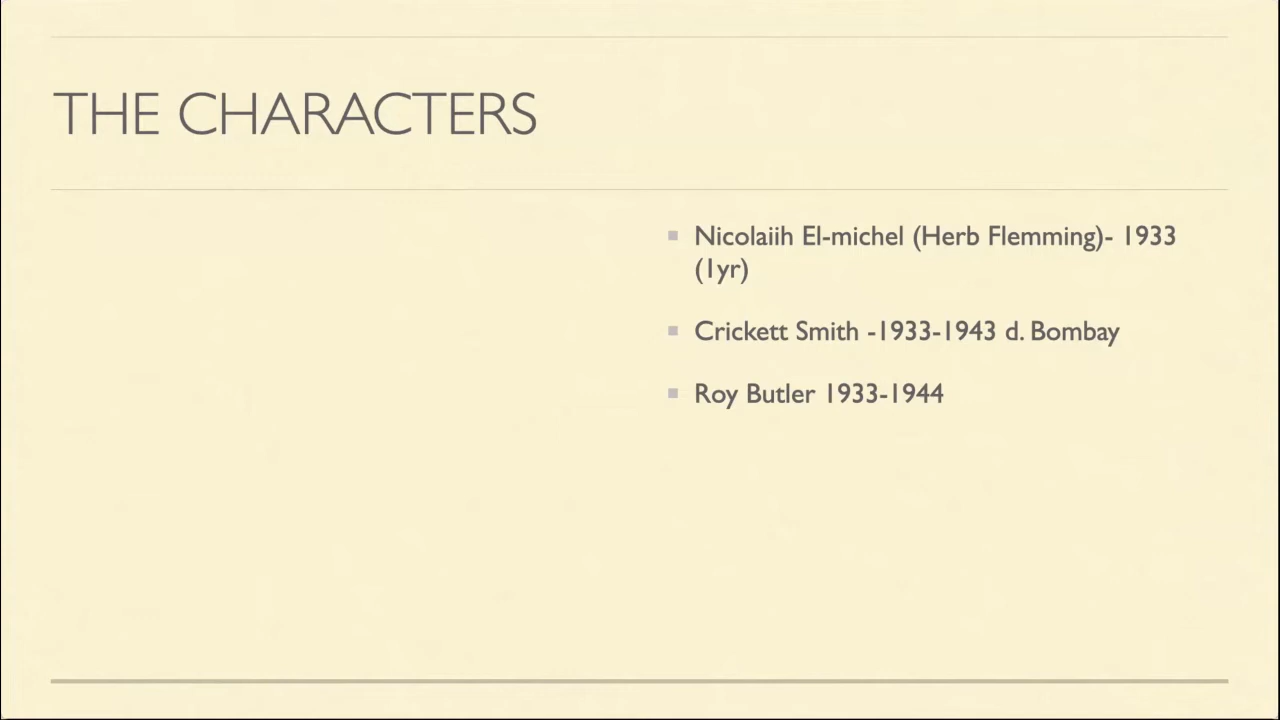 THE CHARACTERS
Nicolaiih El-michel (Herb Flemming)- 1933
(1yr)
Crickett Smith -1933-1943 d. Bombay
Roy Butler 1933-1944